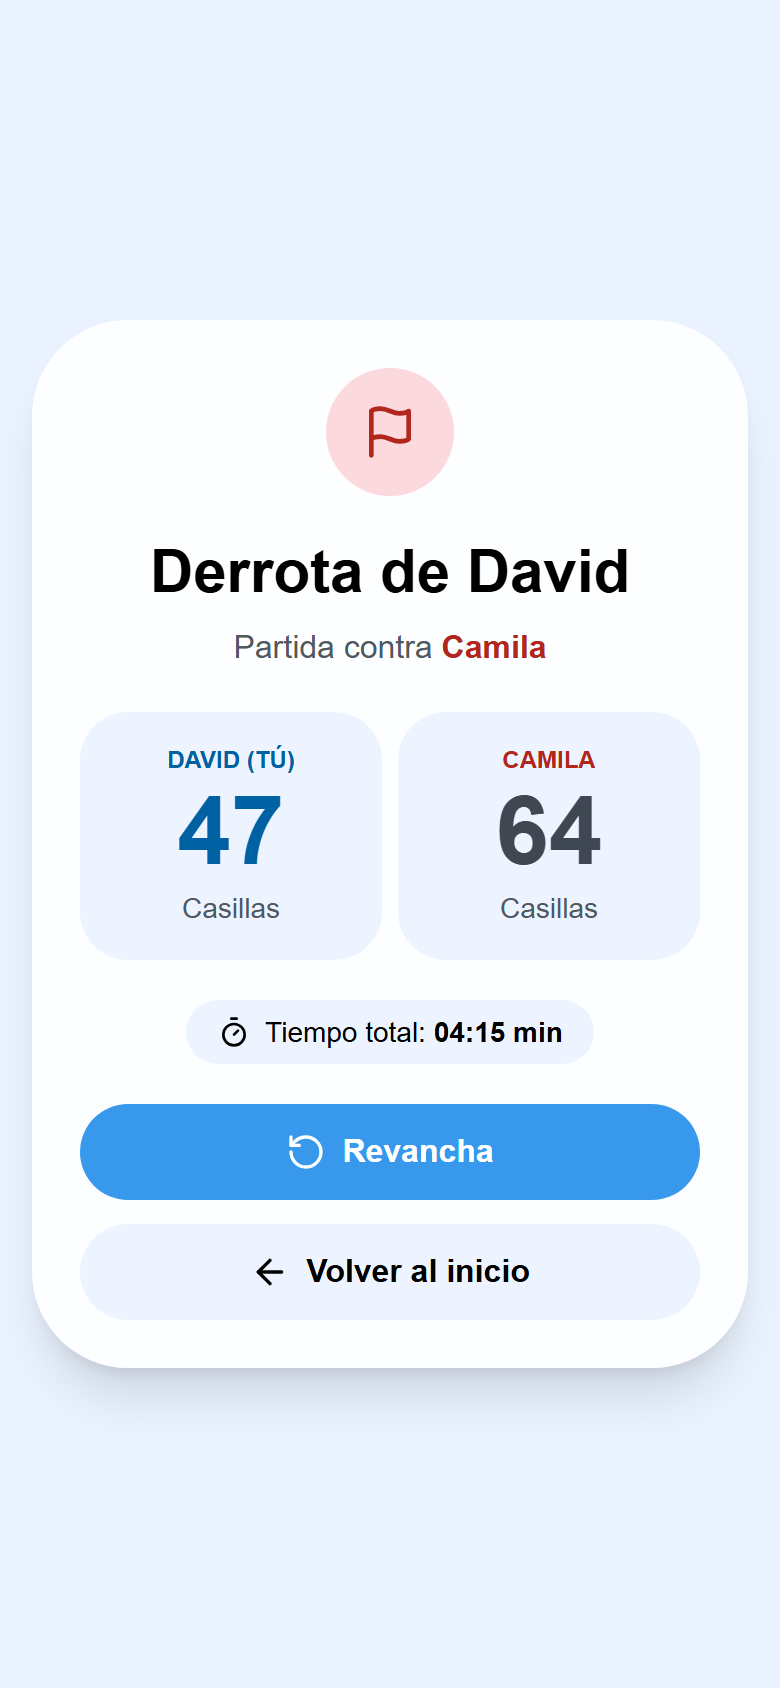 Derrota de David
Partida contra Camila
DAVID (TÚ)
47
Casillas
CAMILA
64
Casillas
Tiempo total: 04:15 min
Revancha
Volver al inicio